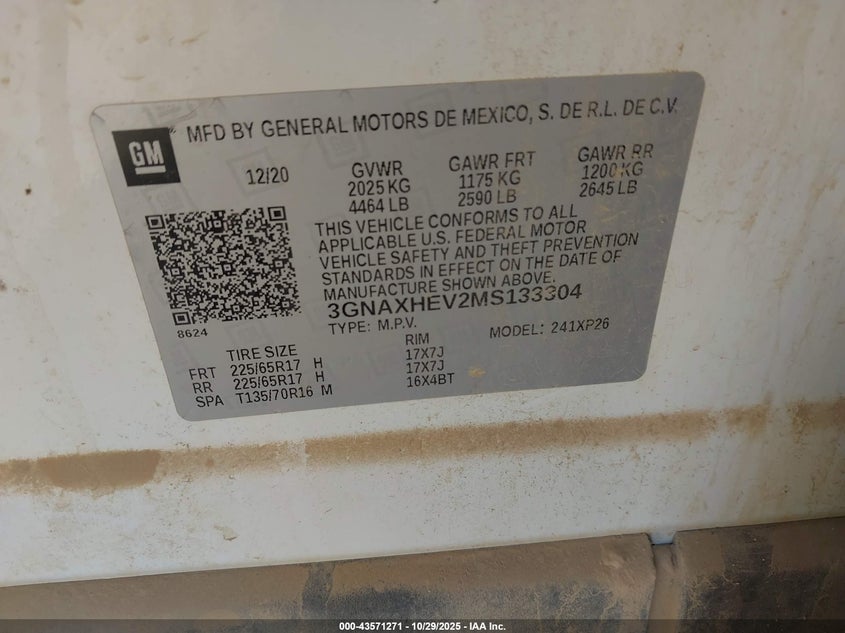 GM
MFD BY GENERAL MOTORS DE MEXICO, S. DE R.L. DE C.V.
12/20 GVWR GAWR FRT GAWR RR
2025 KG 1175 KG 1200 KG
4464 LB 2590 LB 2645 LB
THIS VEHICLE CONFORMS TO ALL
APPLICABLE U.S. FEDERAL MOTOR
VEHICLE SAFETY AND THEFT PREVENTION
STANDARDS IN EFFECT ON THE DATE OF
MANUFACTURE SHOWN ABOVE.
3GNAXHEV2MS133304
8624
TYPE: M.P.V. MODEL: 241XP26
TIRE SIZE RIM
FRT 225/65R17 H 17X7J
RR 225/65R17 H 17X7J
SPA T135/70R16 M 16X4BT
000-43571271 | 10/29/2025 - IAA Inc.